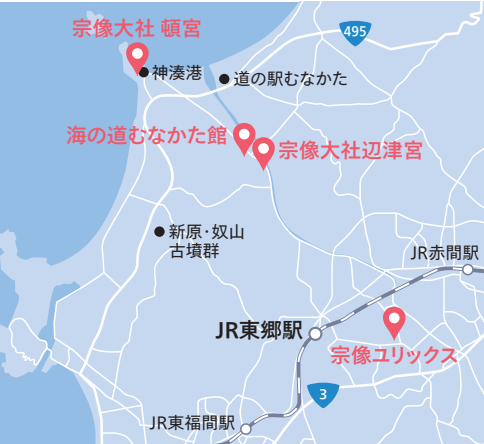 宗像大社 頓宮
495
神湊港
道の駅むなかた
海の道むなかた館
宗像大社辺津宮
新原・奴山
古墳群
JR赤間駅
JR東郷駅
宗像ユリックス
3
JR東福間駅